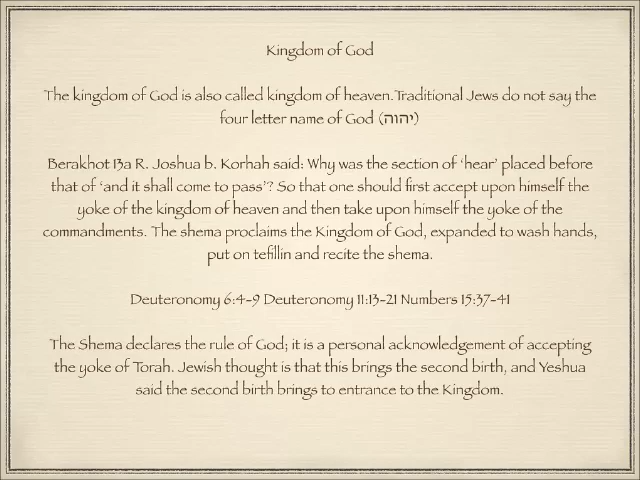 Kingdom of God
The kingdom of God is also called kingdom of heaven. Traditional Jews do not say the
four letter name of God (יהוה)
Berakhot 13a R. Joshua b. Korhah said: Why was the section of 'hear' placed before
that of 'and it shall come to pass'? So that one should first accept upon himself the
yoke of the kingdom of heaven and then take upon himself the yoke of the
commandments. The shema proclaims the Kingdom of God, expanded to wash hands,
put on tefillin and recite the shema.
Deuteronomy 6:4-9 Deuteronomy 11:13-21 Numbers 15:37-41
The Shema declares the rule of God; it is a personal acknowledgement of accepting
the yoke of Torah. Jewish thought is that this brings the second birth, and Yeshua
said the second birth brings to entrance to the Kingdom.